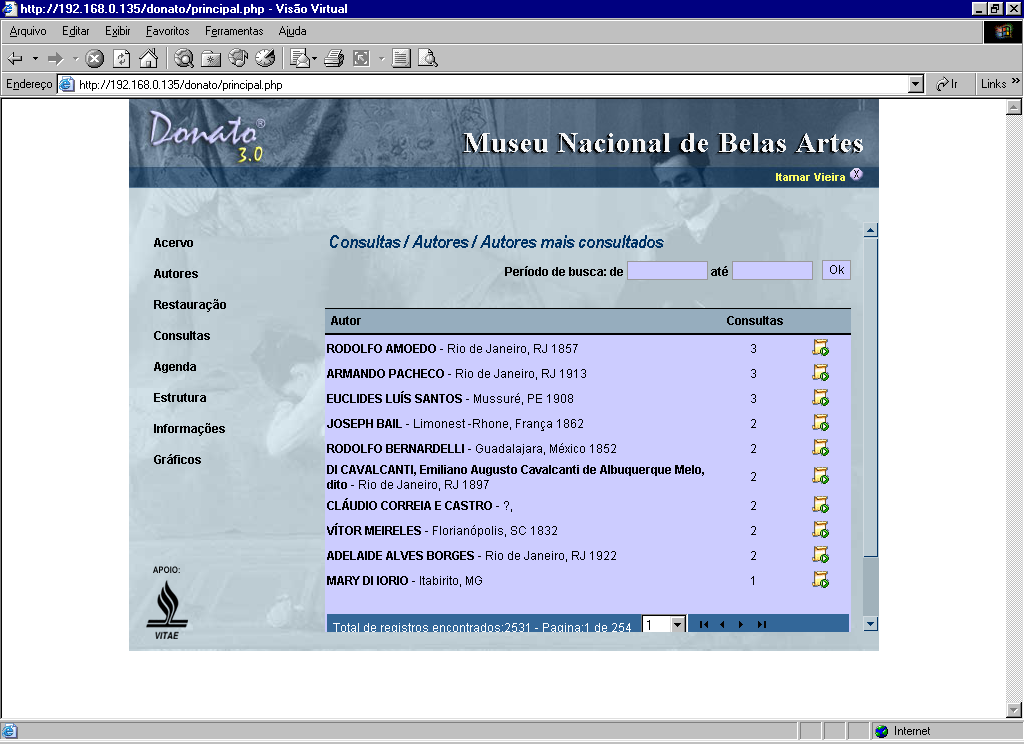 http://192.168.0.135/donato/principal.php - Visão Virtual
Arquivo Editar Exibir Favoritos Ferramentas Ajuda
Endereço http://192.168.0.135/donato/principal.php Ir Links »
Donato® 3.0
Museu Nacional de Belas Artes
Itamar Vieira X
Acervo
Autores
Restauração
Consultas
Agenda
Estrutura
Informações
Gráficos
APOIO:
VITAE
Consultas / Autores / Autores mais consultados
Período de busca: de até Ok
Autor Consultas
RODOLFO AMOEDO - Rio de Janeiro, RJ 1857 3
ARMANDO PACHECO - Rio de Janeiro, RJ 1913 3
EUCLIDES LUÍS SANTOS - Mussuré, PE 1908 3
JOSEPH BAIL - Limonest-Rhone, França 1862 2
RODOLFO BERNARDELLI - Guadalajara, México 1852 2
DI CAVALCANTI, Emiliano Augusto Cavalcanti de Albuquerque Melo,
dito - Rio de Janeiro, RJ 1897 2
CLÁUDIO CORREIA E CASTRO - ?, 2
VÍTOR MEIRELES - Florianópolis, SC 1832 2
ADELAIDE ALVES BORGES - Rio de Janeiro, RJ 1922 2
MARY DI IORIO - Itabirito, MG 1
Total de registros encontrados:2531 - Pagina:1 de 254 1
Internet